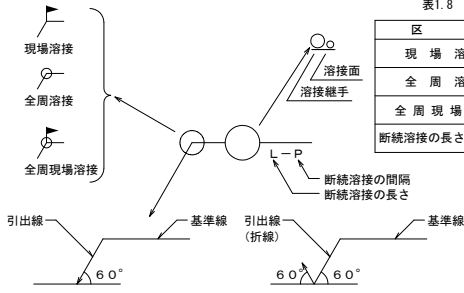 表1.8
区
現 場 溶
全 周 溶
全 周 現 場
断続溶接の長さ
現場溶接
全周溶接
全周現場溶接
溶接面
溶接継手
L－P
断続溶接の間隔
断続溶接の長さ
引出線
基準線
60°
引出線
(折線)
基準線
60° 60°